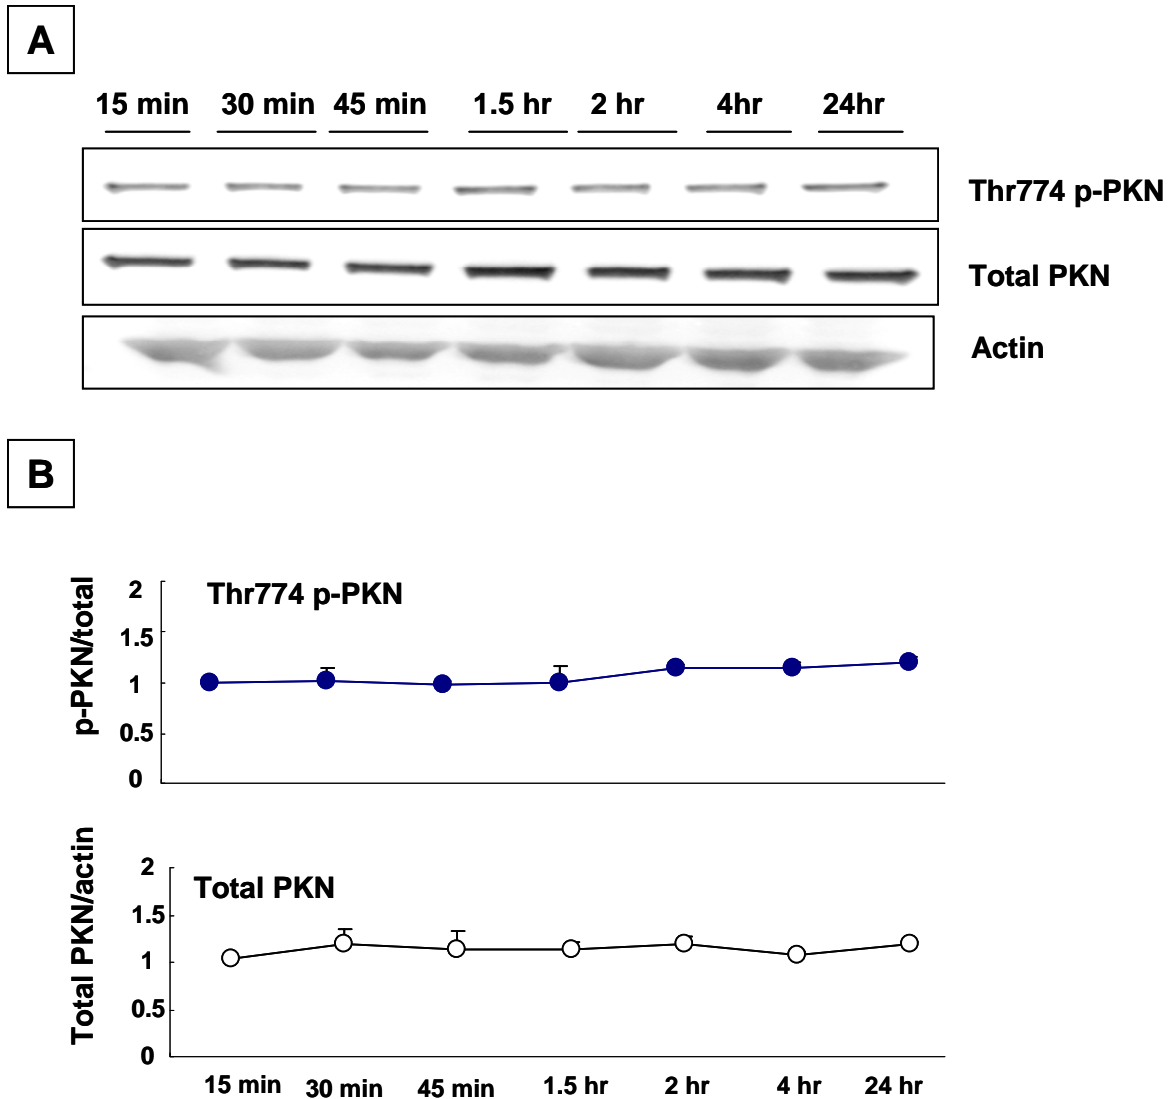 A
15 min 30 min 45 min 1.5 hr 2 hr 4hr 24hr
Thr774 p-PKN
Total PKN
Actin
B
p-PKN/total
Thr774 p-PKN
2
1.5
1
0.5
0
Total PKN/actin
Total PKN
2
1.5
1
0.5
0
15 min 30 min 45 min 1.5 hr 2 hr 4 hr 24 hr